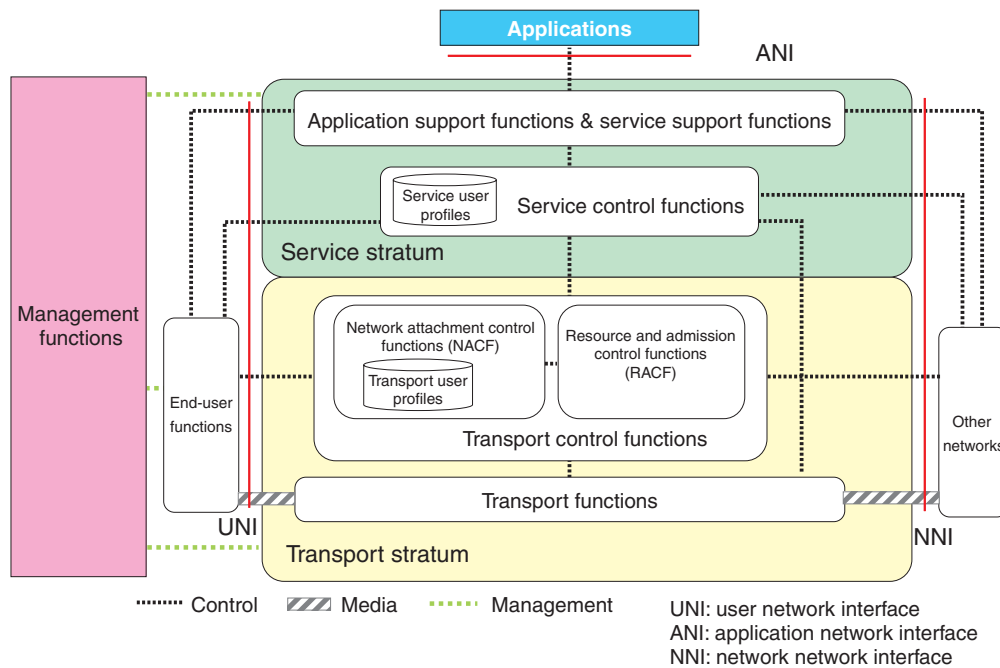 Applications
ANI
Application support functions & service support functions
Service user
profiles
Service control functions
Service stratum
Management
functions
Network attachment control
functions (NACF)
Transport user
profiles
Resource and admission
control functions
(RACF)
End-user
functions
Other
networks
Transport control functions
Transport functions
UNI
NNI
Transport stratum
Control
Media
Management
UNI: user network interface
ANI: application network interface
NNI: network network interface